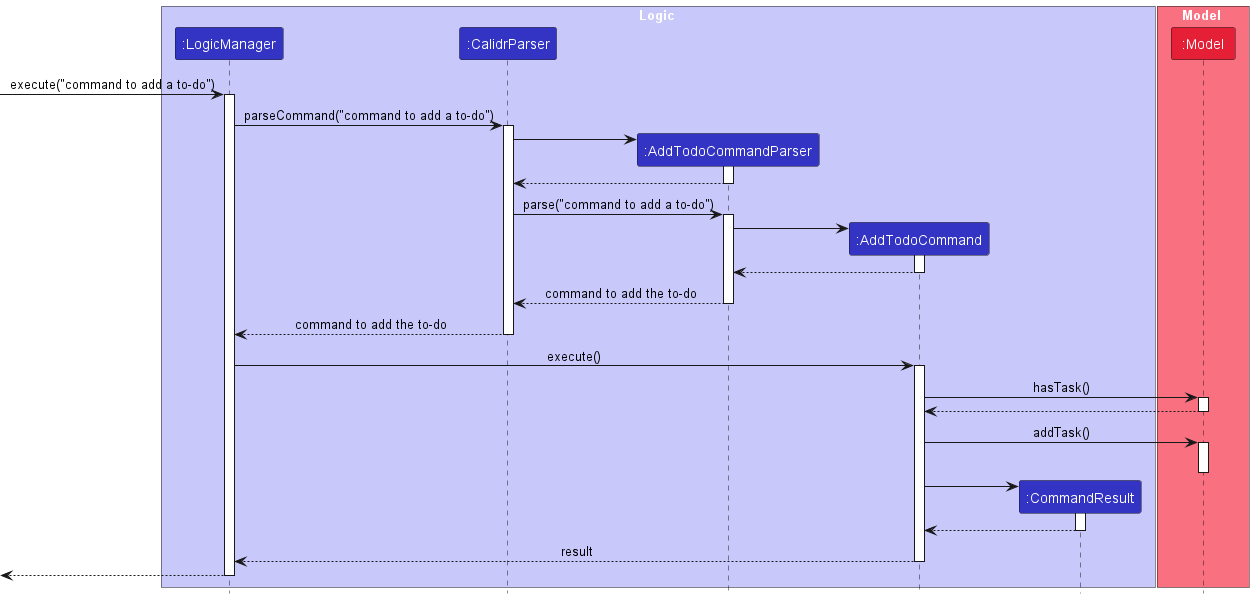 Logic
Model
:LogicManager
:CalidrParser
:Model
execute("command to add a to-do")
parseCommand("command to add a to-do")
:AddTodoCommandParser
parse("command to add a to-do")
:AddTodoCommand
command to add the to-do
command to add the to-do
execute()
hasTask()
addTask()
:CommandResult
result